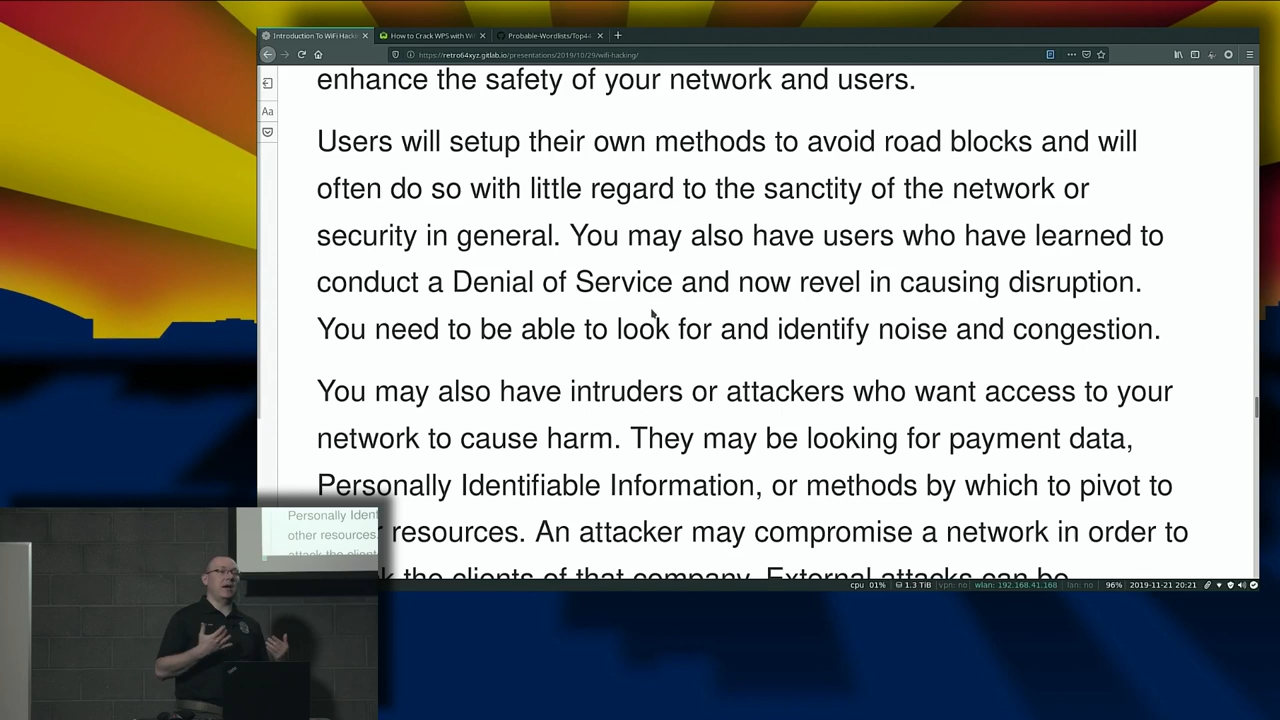 Introduction To WiFi Hack
How to Crack WPS with Wi
Probable-Wordlists/Top44
https://retro64xyz.gitlab.io/presentations/2019/10/29/wifi-hacking/
Aa
enhance the safety of your network and users.
Users will setup their own methods to avoid road blocks and will
often do so with little regard to the sanctity of the network or
security in general. You may also have users who have learned to
conduct a Denial of Service and now revel in causing disruption.
You need to be able to look for and identify noise and congestion.
You may also have intruders or attackers who want access to your
network to cause harm. They may be looking for payment data,
Personally Identifiable Information, or methods by which to pivot to
resources. An attacker may compromise a network in order to
the clients of that company. External attacks can be
cpu 01% 1.3 TiB vpn: no wlan: 192.168.41.168 lan: no 96% 2019-11-21 20:21
Personally Ident
other resources.
attack the client